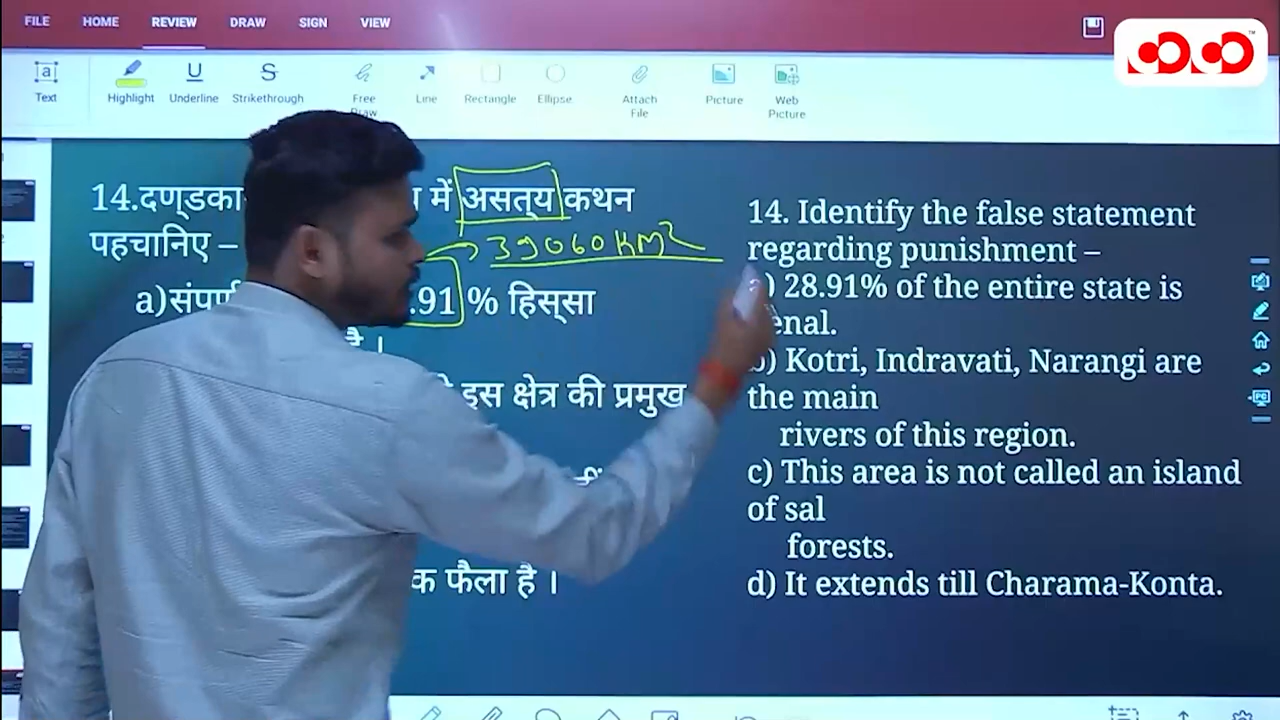 FILE HOME REVIEW DRAW SIGN VIEW
Text Highlight Underline Strikethrough Free Draw Line Rectangle Ellipse Attach File Picture Web Picture
14.दण्डका में असत्य कथन
पहचानिए –
39060 KM²
a)संपू .91 % हिस्सा
है ।
इस क्षेत्र की प्रमुख
क फैला है ।
14. Identify the false statement
regarding punishment –
) 28.91% of the entire state is
enal.
b) Kotri, Indravati, Narangi are
the main
rivers of this region.
c) This area is not called an island
of sal
forests.
d) It extends till Charama-Konta.